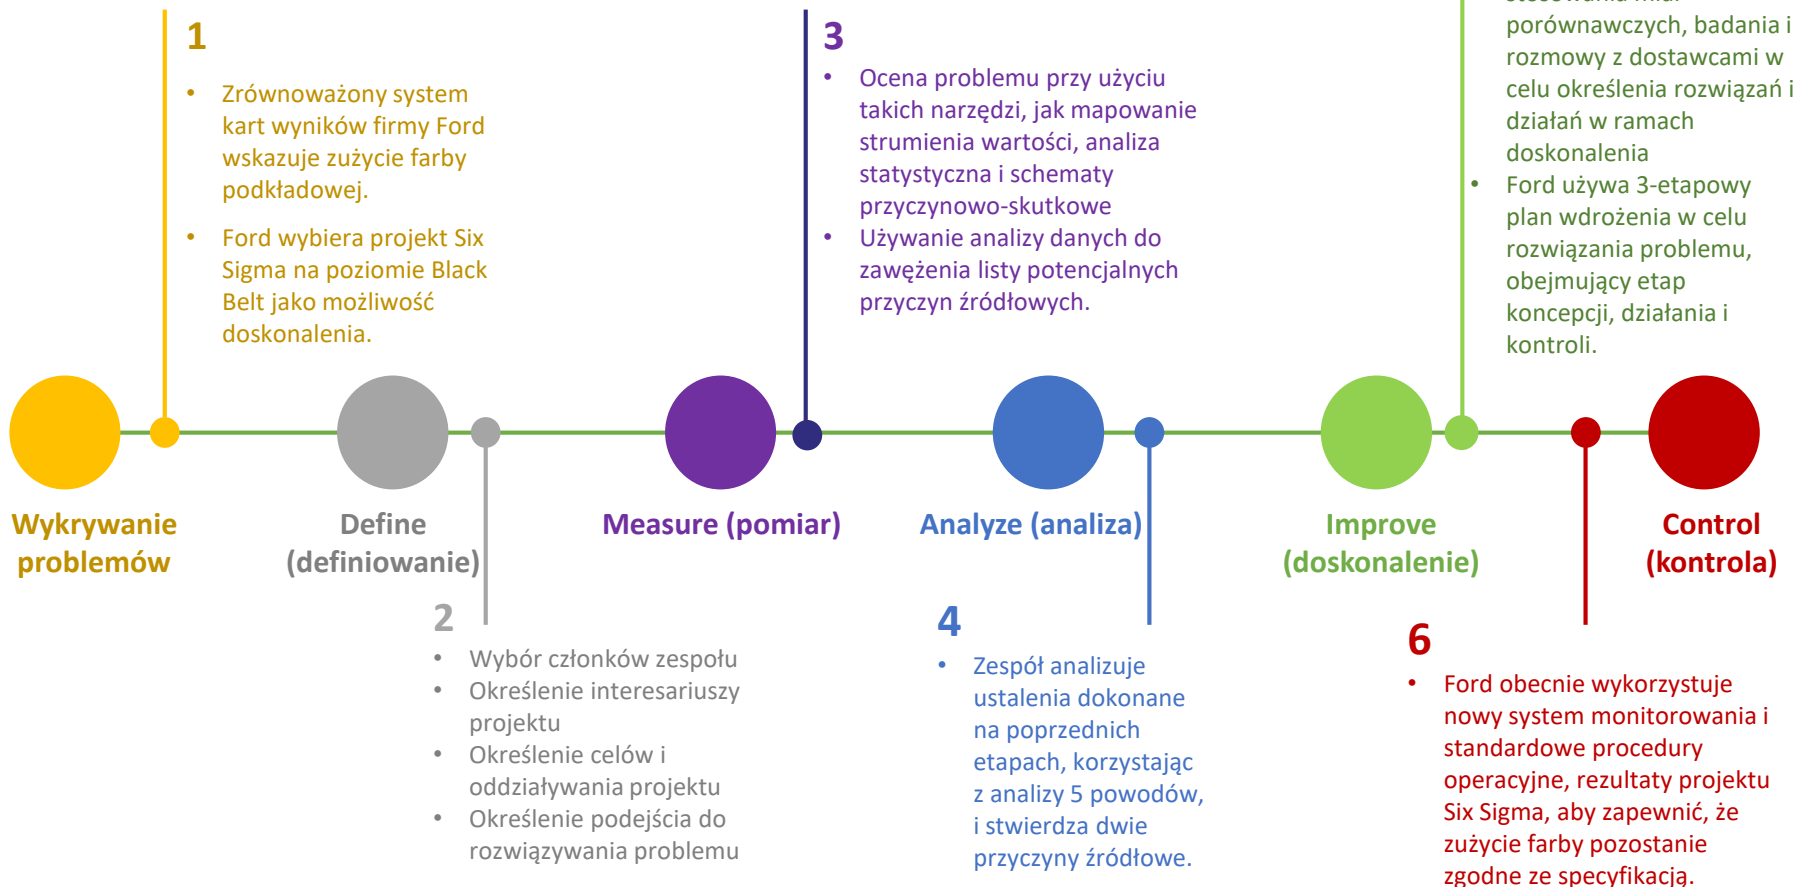 1
• Zrównoważony system
kart wyników firmy Ford
wskazuje zużycie farby
podkładowej.
• Ford wybiera projekt Six
Sigma na poziomie Black
Belt jako możliwość
doskonalenia.
3
• Ocena problemu przy użyciu
takich narzędzi, jak mapowanie
strumienia wartości, analiza
statystyczna i schematy
przyczynowo-skutkowe
• Używanie analizy danych do
zawężenia listy potencjalnych
przyczyn źródłowych.
porównawczych, badania i
rozmowy z dostawcami w
celu określenia rozwiązań i
działań w ramach
doskonalenia
• Ford używa 3-etapowy
plan wdrożenia w celu
rozwiązania problemu,
obejmujący etap
koncepcji, działania i
kontroli.
Wykrywanie
problemów
Define
(definiowanie)
Measure (pomiar)
Analyze (analiza)
Improve
(doskonalenie)
Control
(kontrola)
2
• Wybór członków zespołu
• Określenie interesariuszy
projektu
• Określenie celów i
oddziaływania projektu
• Określenie podejścia do
rozwiązywania problemu
4
• Zespół analizuje
ustalenia dokonane
na poprzednich
etapach, korzystając
z analizy 5 powodów,
i stwierdza dwie
przyczyny źródłowe.
6
• Ford obecnie wykorzystuje
nowy system monitorowania i
standardowe procedury
operacyjne, rezultaty projektu
Six Sigma, aby zapewnić, że
zużycie farby pozostanie
zgodne ze specyfikacją.